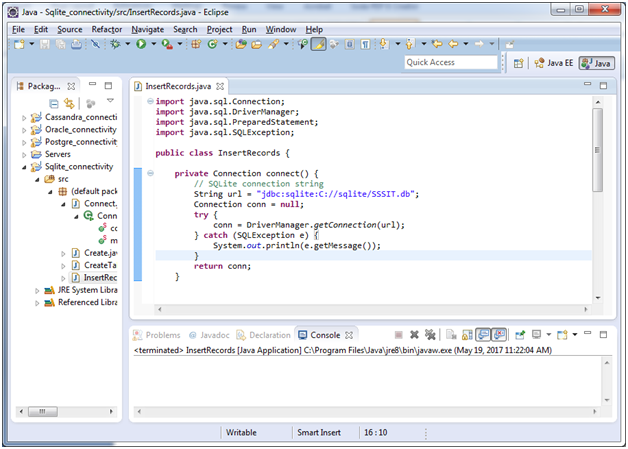 Java - Sqlite_connectivity/src/InsertRecords.java - Eclipse
File Edit Source Refactor Navigate Search Project Run Window Help
Quick Access
Java EE
Java
Packag...
Cassandra_connecti
Oracle_connectivity
Postgre_connectivity
Servers
Sqlite_connectivity
src
(default pack
Connect.
Conn
co
m
Create.jav
CreateTa
InsertRec
JRE System Libra
Referenced Libra
InsertRecords.java
import java.sql.Connection;
import java.sql.DriverManager;
import java.sql.PreparedStatement;
import java.sql.SQLException;
public class InsertRecords {
private Connection connect() {
// SQLite connection string
String url = "jdbc:sqlite:C://sqlite/SSSIT.db";
Connection conn = null;
try {
conn = DriverManager.getConnection(url);
} catch (SQLException e) {
System.out.println(e.getMessage());
}
return conn;
}
Problems @ Javadoc Declaration Console
<terminated> InsertRecords [Java Application] C:\Program Files\Java\jre8\bin\javaw.exe (May 19, 2017 11:22:04 AM)
Writable Smart Insert 16 : 10